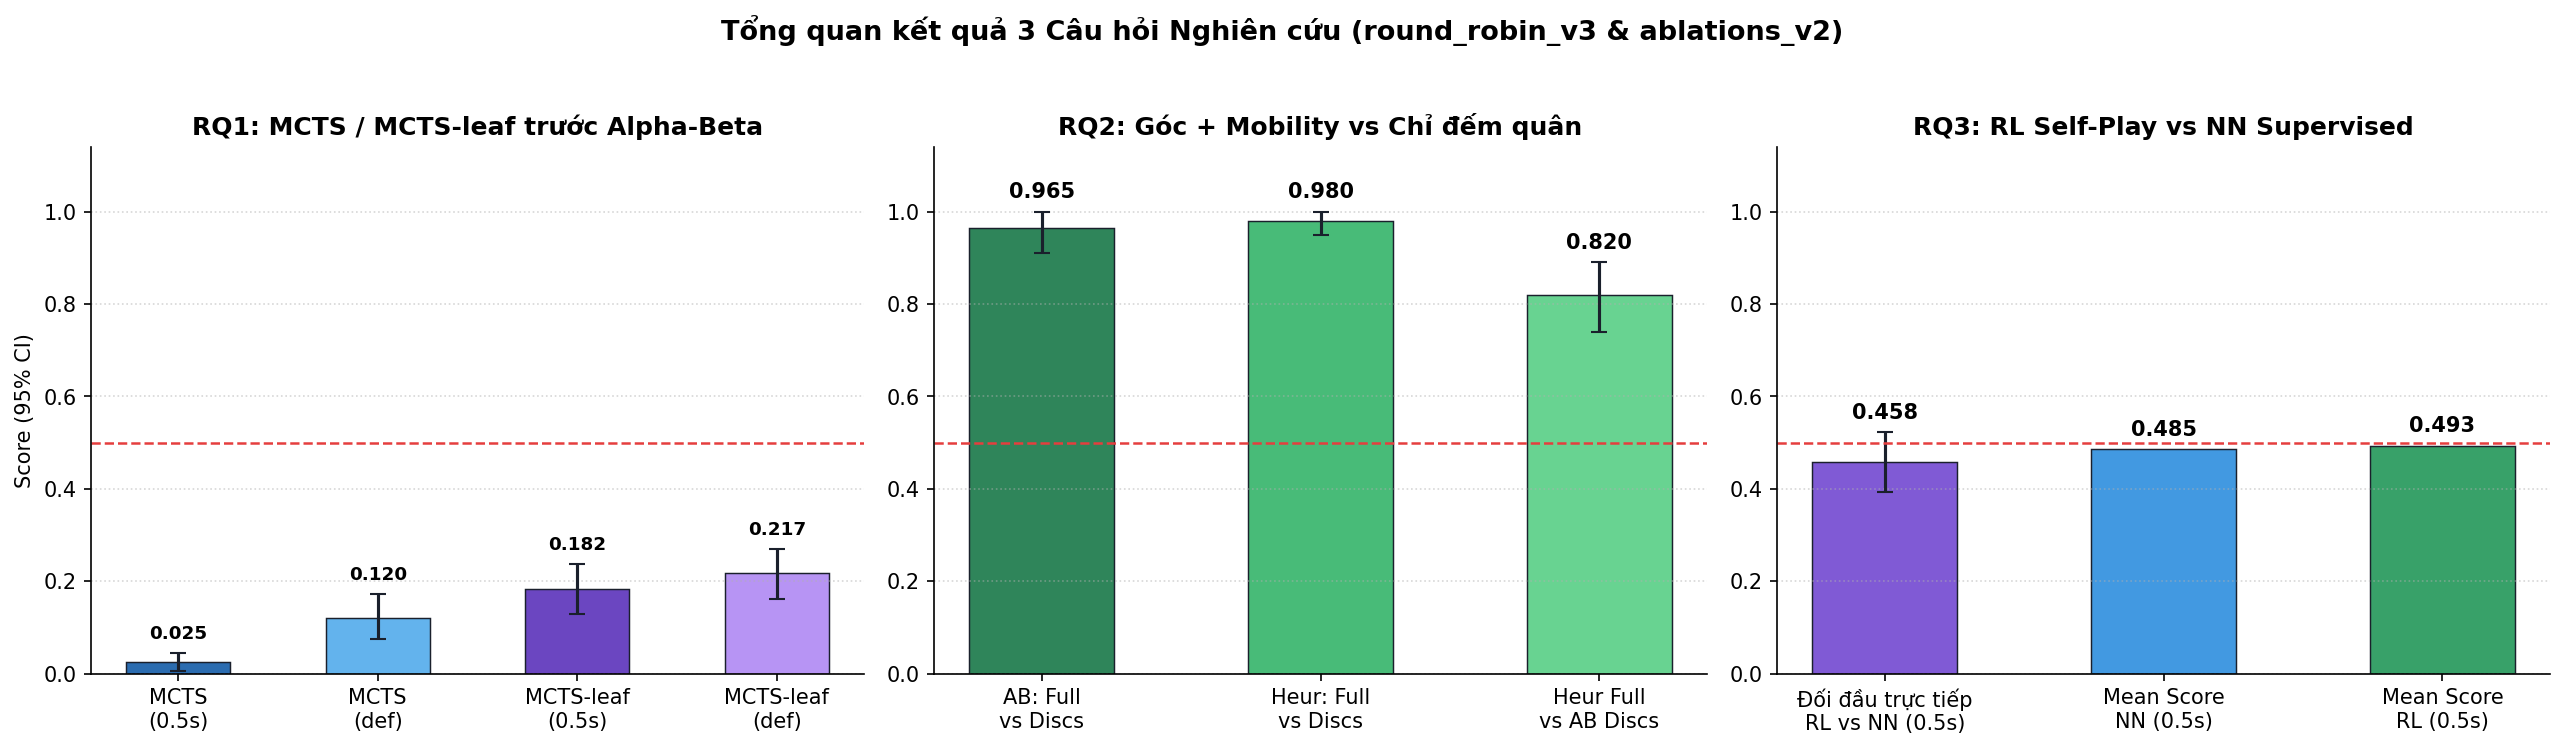 Tổng quan kết quả 3 Câu hỏi Nghiên cứu (round_robin_v3 & ablations_v2)
RQ1: MCTS / MCTS-leaf trước Alpha-Beta
Score (95% CI)
1.0
0.8
0.6
0.4
0.2
0.0
0.025
0.120
0.182
0.217
MCTS
(0.5s)
MCTS
(def)
MCTS-leaf
(0.5s)
MCTS-leaf
(def)
RQ2: Góc + Mobility vs Chỉ đếm quân
1.0
0.8
0.6
0.4
0.2
0.0
0.965
0.980
0.820
AB: Full
vs Discs
Heur: Full
vs Discs
Heur Full
vs AB Discs
RQ3: RL Self-Play vs NN Supervised
1.0
0.8
0.6
0.4
0.2
0.0
0.458
0.485
0.493
Đối đầu trực tiếp
RL vs NN (0.5s)
Mean Score
NN (0.5s)
Mean Score
RL (0.5s)